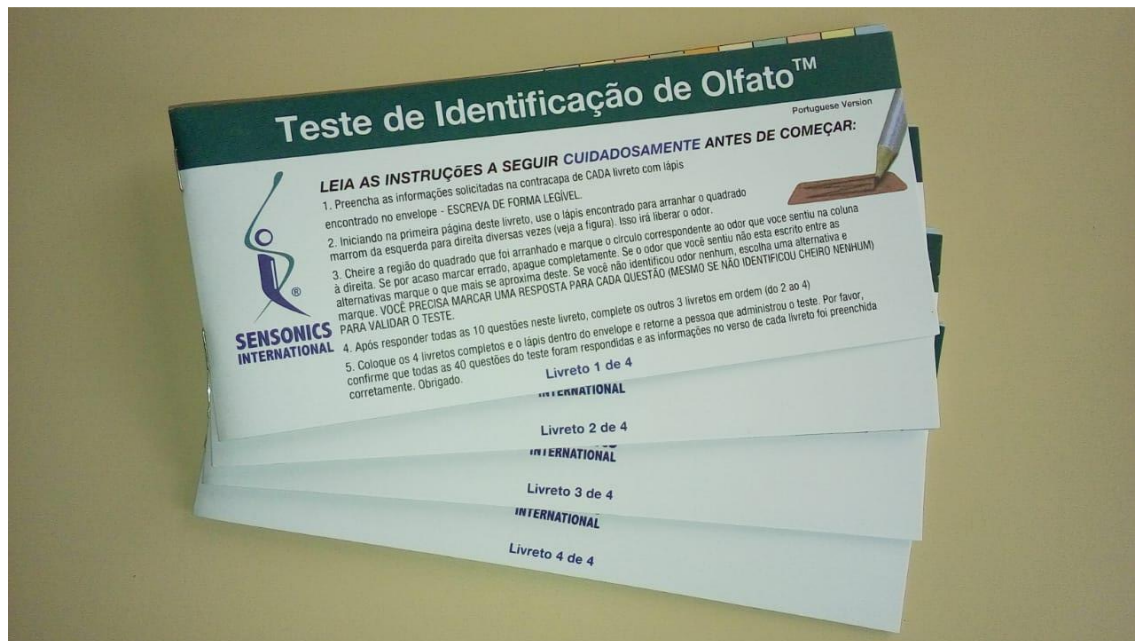 Teste de Identificação de Olfato™
Portuguese Version
LEIA AS INSTRUÇõES A SEGUIR CUIDADOSAMENTE ANTES DE COMEÇAR:
1. Preencha as informações solicitadas na contracapa de CADA livreto com lápis
encontrado no envelope - ESCREVA DE FORMA LEGÍVEL.
2. Iniciando na primeira página deste livreto, use o lápis encontrado para arranhar o quadrado
marrom da esquerda para direita diversas vezes (veja a figura). Isso irá liberar o odor.
3. Cheire a região do quadrado que foi arranhado e marque o circulo correspondente ao odor que voce sentiu na coluna
à direita. Se por acaso marcar errado, apague completamente. Se o odor que você sentiu não esta escrito entre as
alternativas marque o que mais se aproxima deste. Se você não identificou odor nenhum, escolha uma alternativa e
marque. VOCÊ PRECISA MARCAR UMA RESPOSTA PARA CADA QUESTÃO (MESMO SE NÃO IDENTIFICOU CHEIRO NENHUM)
PARA VALIDAR O TESTE.
4. Após responder todas as 10 questões neste livreto, complete os outros 3 livretos em ordem (do 2 ao 4)
5. Coloque os 4 livretos completos e o lápis dentro do envelope e retorne a pessoa que administrou o teste. Por favor,
confirme que todas as 40 questões do teste foram respondidas e as informações no verso de cada livreto foi preenchida
corretamente. Obrigado.
®
SENSONICS
INTERNATIONAL
Livreto 1 de 4
INTERNATIONAL
Livreto 2 de 4
INTERNATIONAL
Livreto 3 de 4
INTERNATIONAL
Livreto 4 de 4